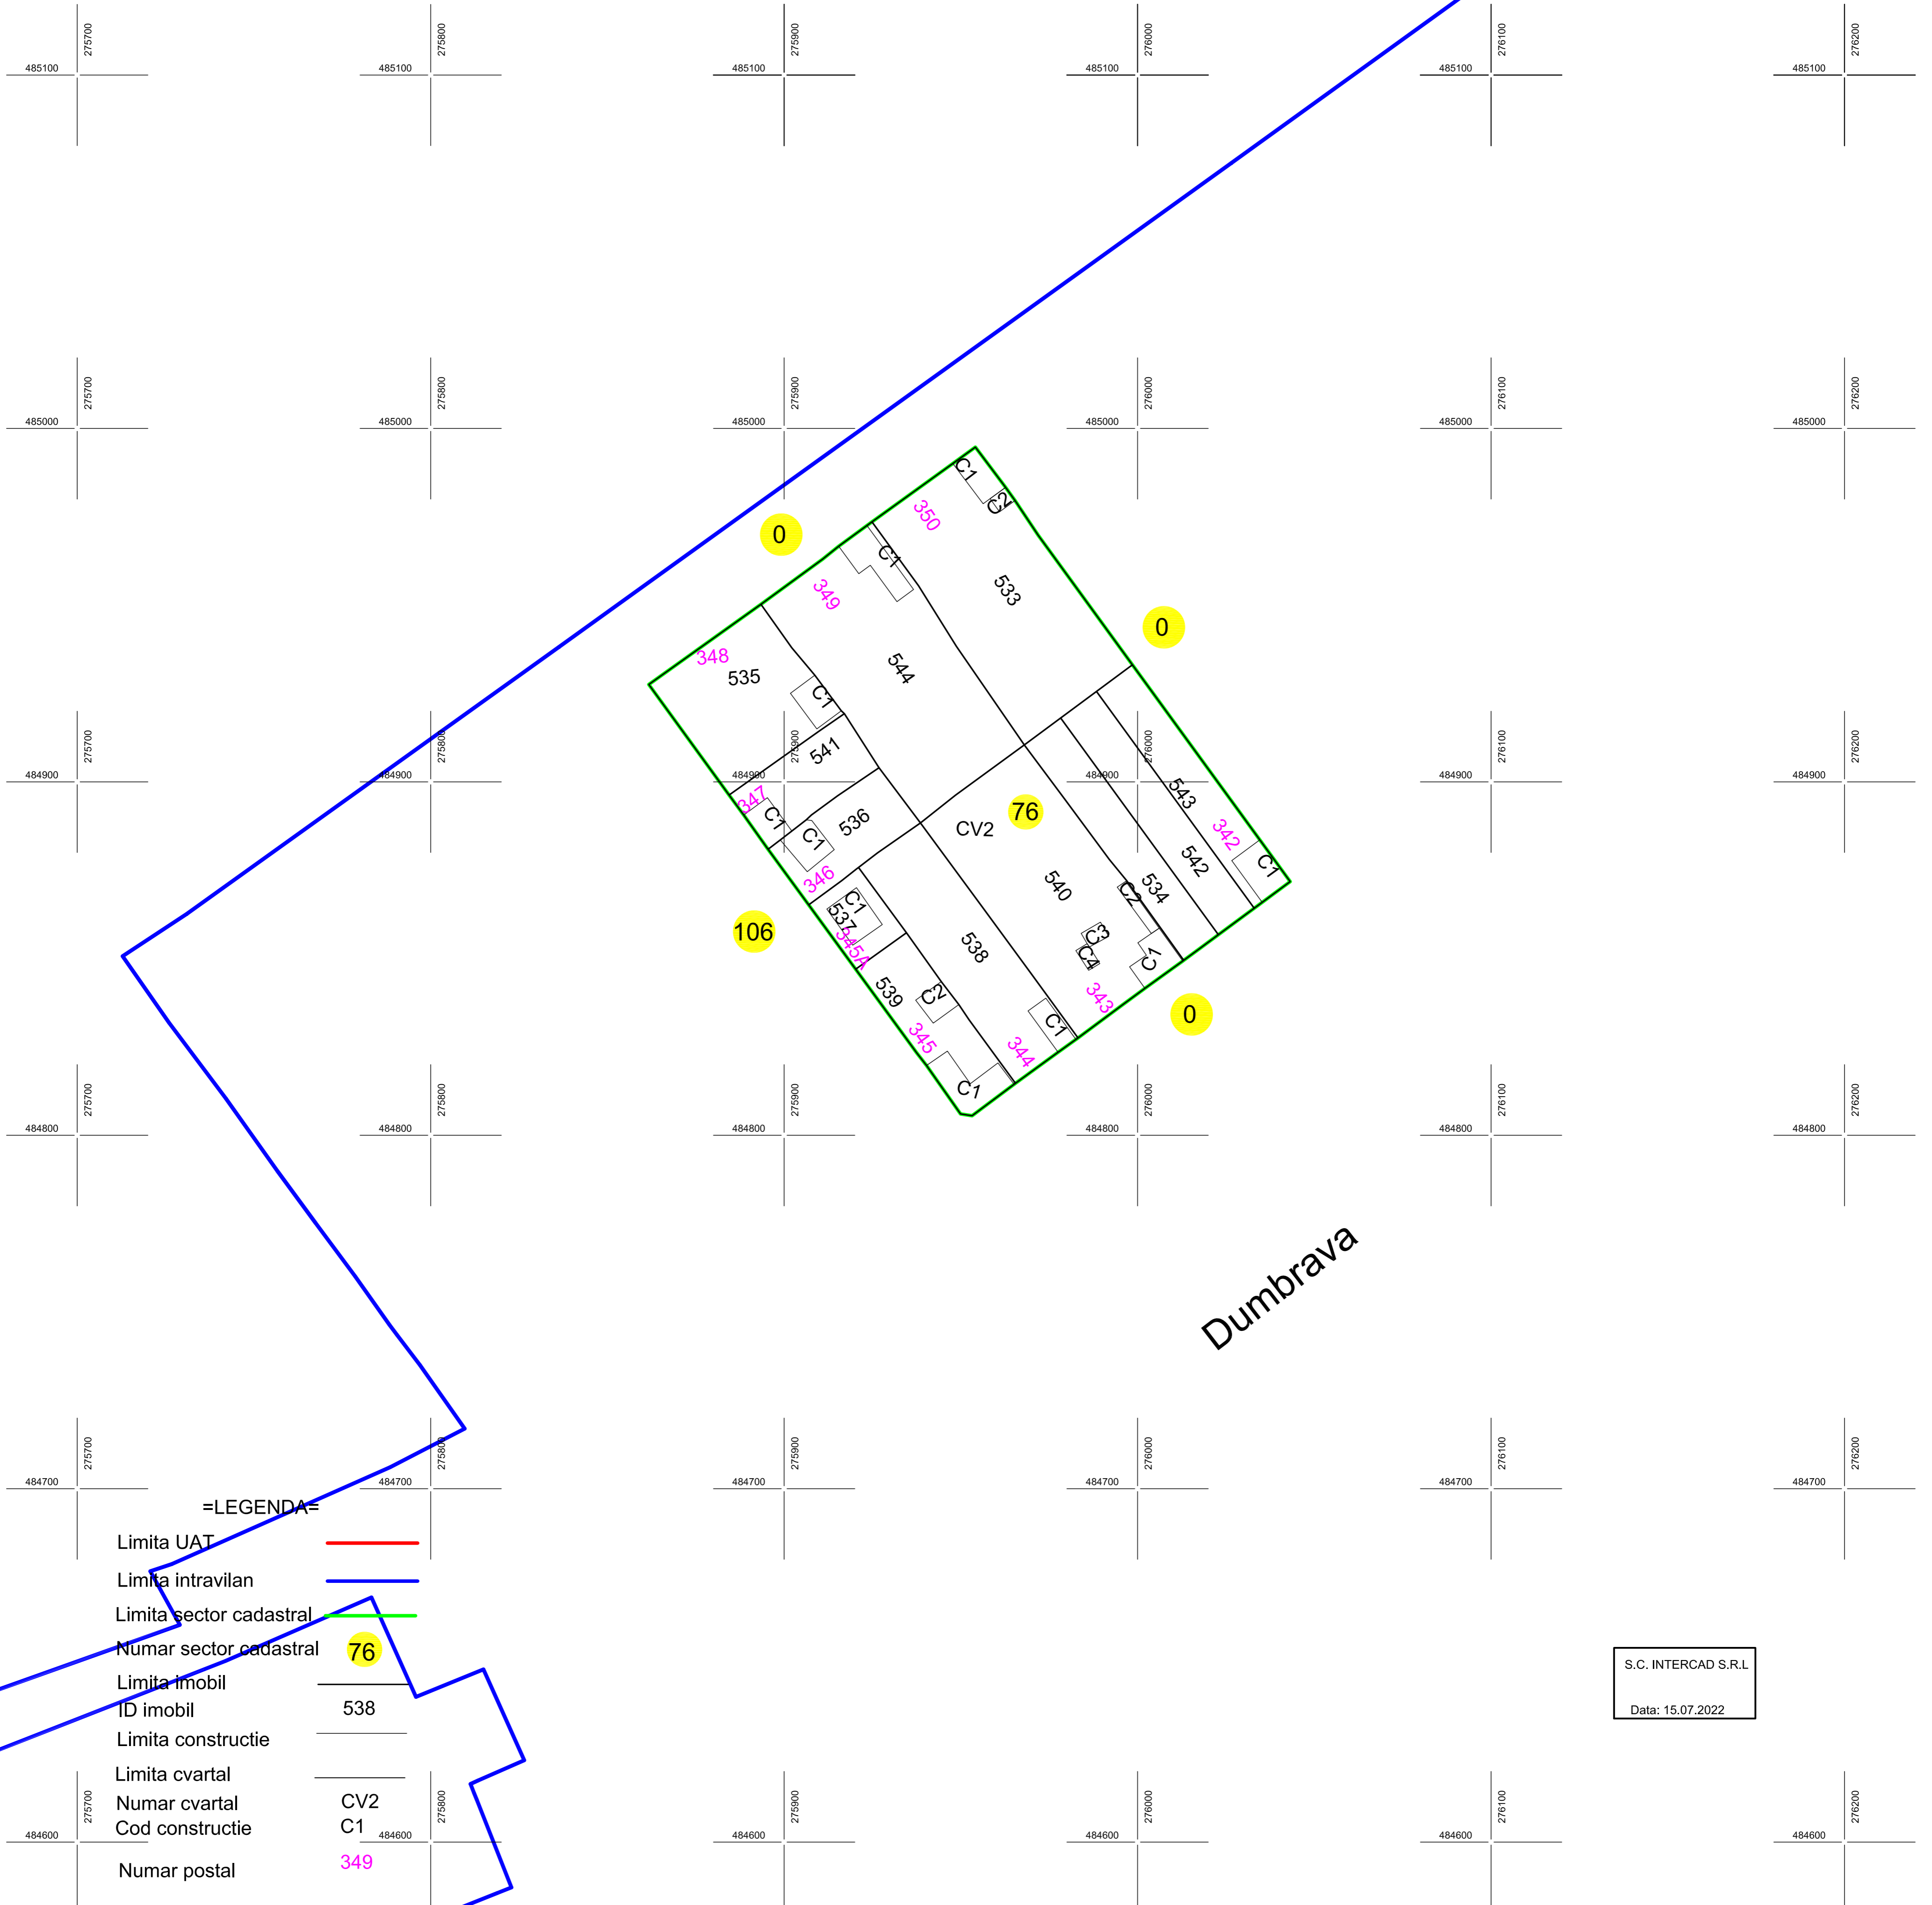 275700 275800 275900 276000 276100 276200
485100 485100 485100 485100 485100 485100
275700 275800 275900 276000 276100 276200
485000 485000 485000 485000 485000 485000
C1
C2
350
0
C1
533
349
0
348
544
535
C1
275700 275800 275900 276000 276100 276200
541
484900 484900 484900 484900 484900 484900
347
543
C1
76
536
CV2
C1
342
542
C1
346
540
534
C2
C1
537
106
345A
C3
538
C4
C1
539
C2
343
0
345
C1
344
C1
275700 275800 275900 276000 276100 276200
484800 484800 484800 484800 484800 484800
Dumbrava
275700 275800 275900 276000 276100 276200
484700 484700 484700 484700 484700 484700
=LEGENDA=
Limita UAT
Limita intravilan
Limita sector cadastral
Numar sector cadastral 76
Limita imobil
ID imobil 538
Limita constructie
Limita cvartal
Numar cvartal CV2
Cod constructie C1
Numar postal 349
S.C. INTERCAD S.R.L
Data: 15.07.2022
275700 275800 275900 276000 276100 276200
484600 484600 484600 484600 484600